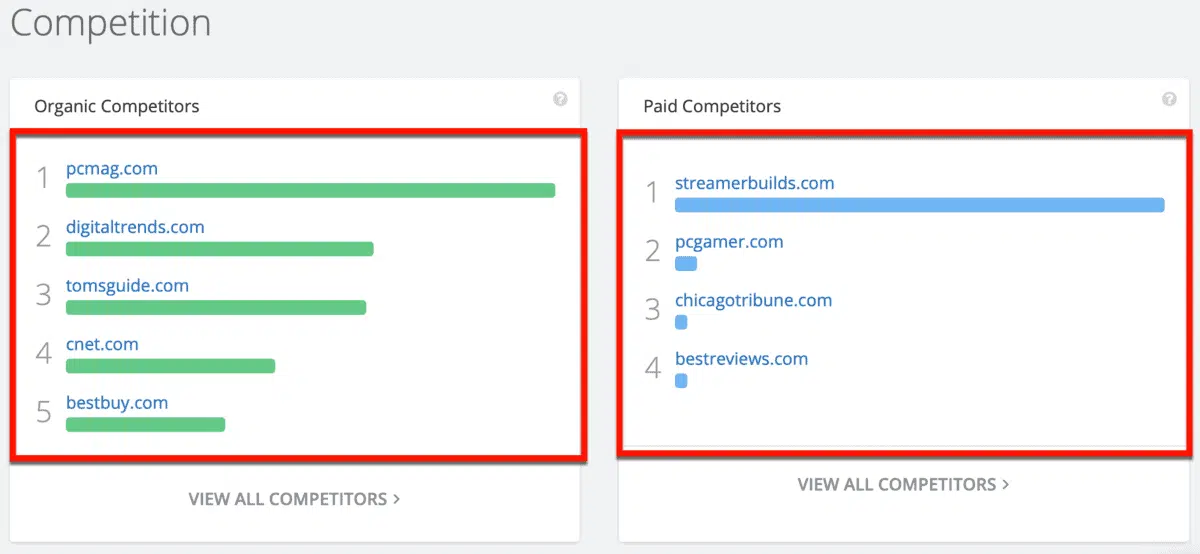 Competition
Organic Competitors
?
1
pcmag.com
2
digitaltrends.com
3
tomsguide.com
4
cnet.com
5
bestbuy.com
VIEW ALL COMPETITORS >
Paid Competitors
?
1
streamerbuilds.com
2
pcgamer.com
3
chicagotribune.com
4
bestreviews.com
VIEW ALL COMPETITORS >